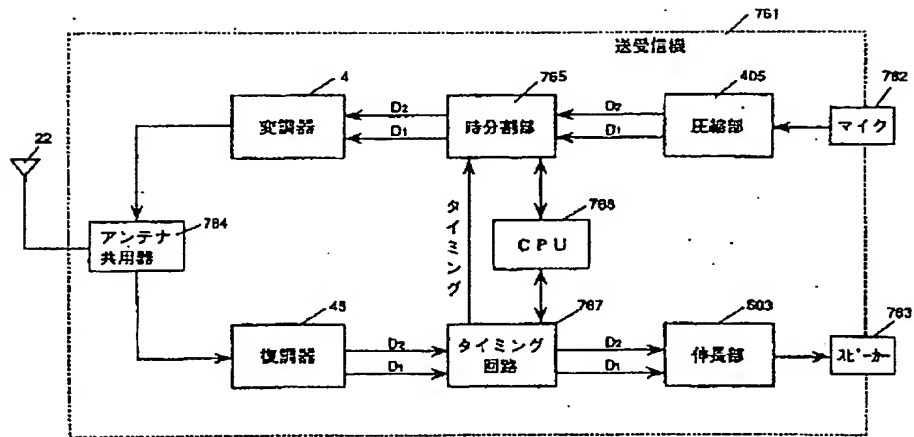 761
送受信機
4
765
405
762
変調器
D2
D1
時分割部
D2
D1
圧縮部
マイク
22
タイミング
766
CPU
764
アンテナ
共用器
45
767
503
763
復調器
D2
D1
タイミング
回路
D2
D1
伸長部
スピーカー